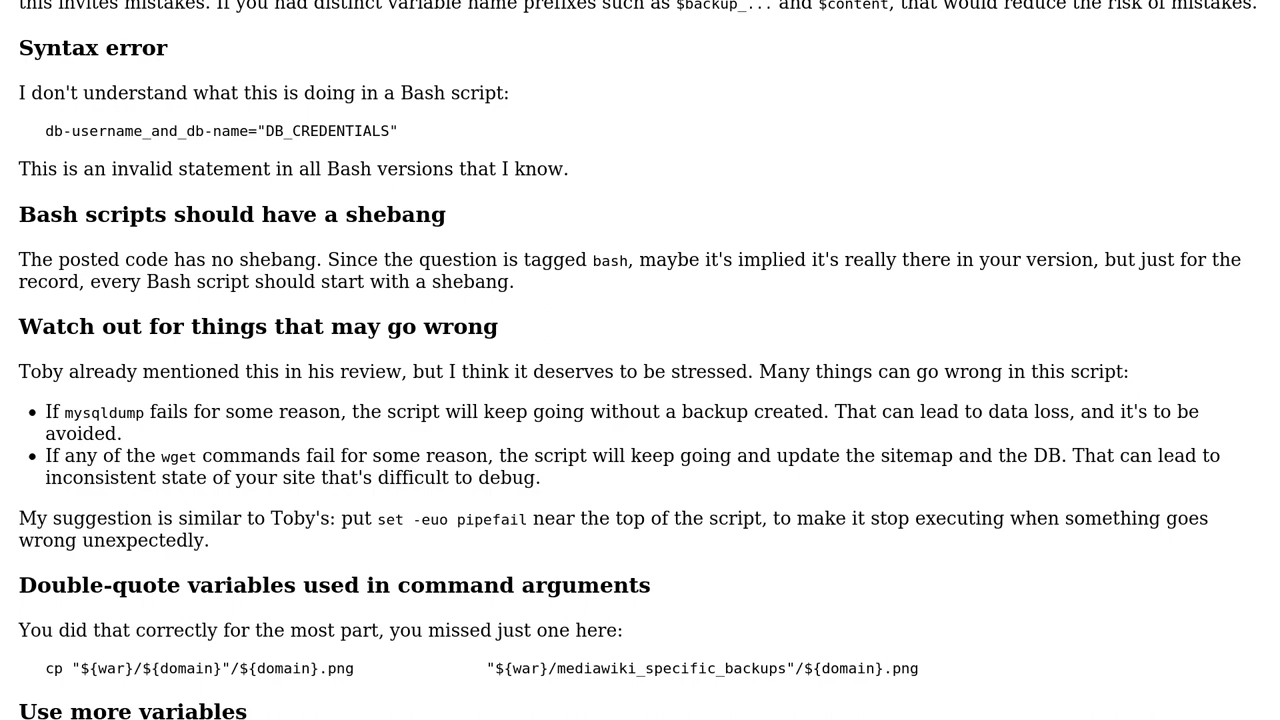 this invites mistakes. If you had distinct variable name prefixes such as $backup_... and $content, that would reduce the risk of mistakes.
Syntax error
I don't understand what this is doing in a Bash script:
db-username_and_db-name="DB_CREDENTIALS"
This is an invalid statement in all Bash versions that I know.
Bash scripts should have a shebang
The posted code has no shebang. Since the question is tagged bash, maybe it's implied it's really there in your version, but just for the
record, every Bash script should start with a shebang.
Watch out for things that may go wrong
Toby already mentioned this in his review, but I think it deserves to be stressed. Many things can go wrong in this script:
• If mysqldump fails for some reason, the script will keep going without a backup created. That can lead to data loss, and it's to be
avoided.
• If any of the wget commands fail for some reason, the script will keep going and update the sitemap and the DB. That can lead to
inconsistent state of your site that's difficult to debug.
My suggestion is similar to Toby's: put set -euo pipefail near the top of the script, to make it stop executing when something goes
wrong unexpectedly.
Double-quote variables used in command arguments
You did that correctly for the most part, you missed just one here:
cp "${war}/${domain}"/${domain}.png               "${war}/mediawiki_specific_backups"/${domain}.png
Use more variables